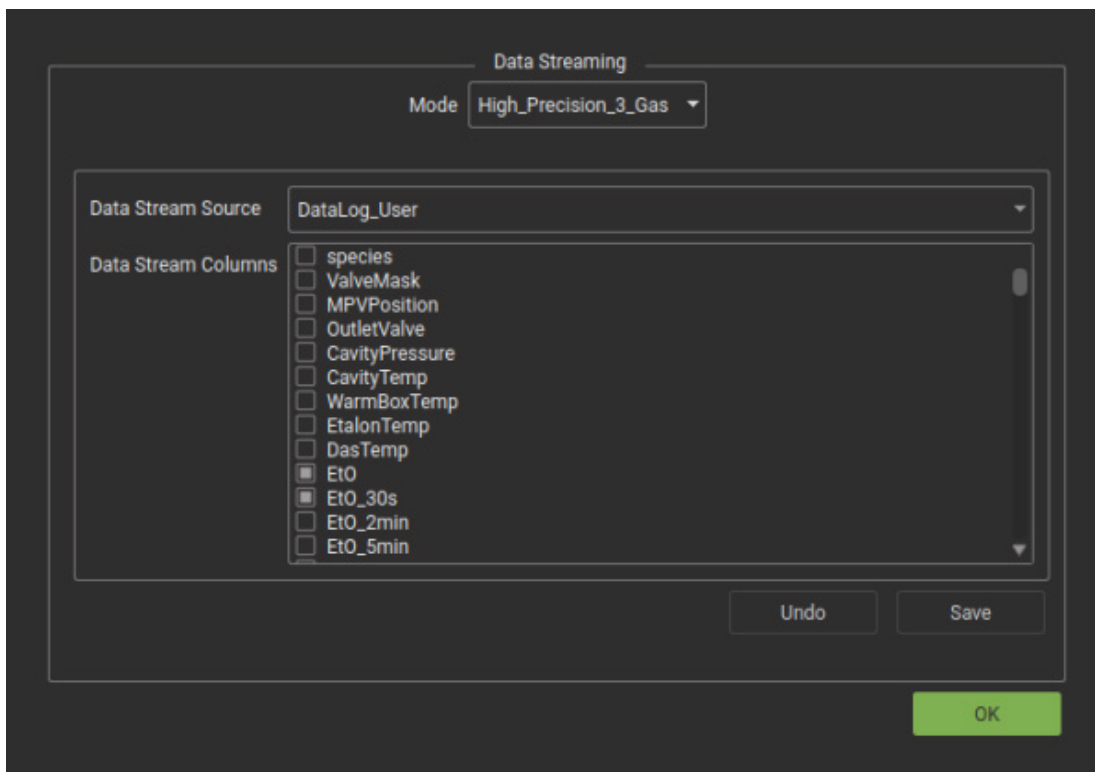 Data Streaming
Mode High_Precision_3_Gas
Data Stream Source DataLog_User
Data Stream Columns
species
ValveMask
MPVPosition
OutletValve
CavityPressure
CavityTemp
WarmBoxTemp
EtalonTemp
DasTemp
EtO
EtO_30s
EtO_2min
EtO_5min
Undo Save
OK